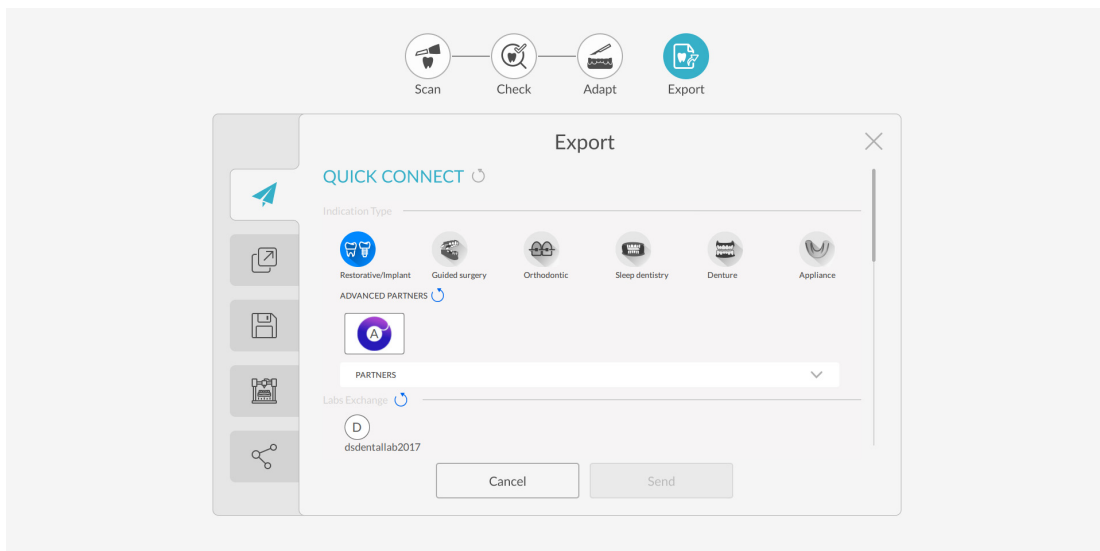 Scan Check Adapt Export
Export
QUICK CONNECT
Indication Type
Restorative/Implant Guided surgery Orthodontic Sleep dentistry Denture Appliance
ADVANCED PARTNERS
A
PARTNERS
Labs Exchange
D
dsdentallab2017
Cancel Send